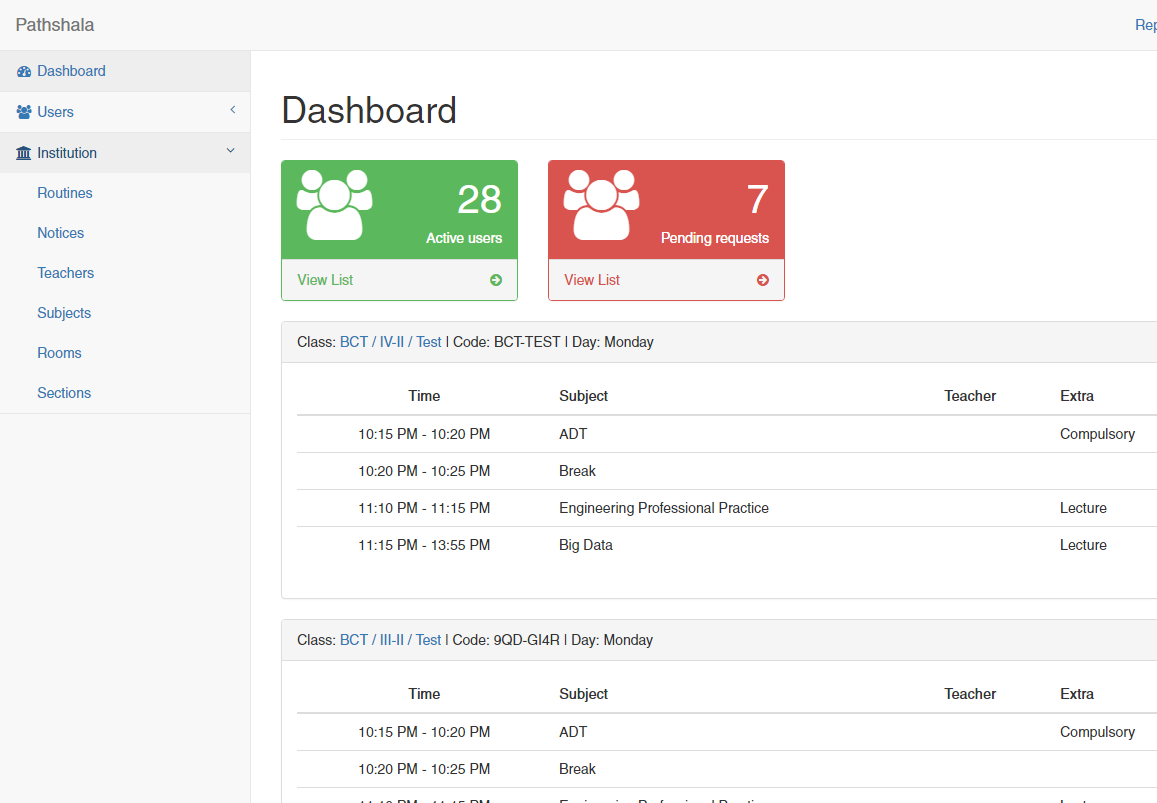 Pathshala
Dashboard
Users
Institution
Routines
Notices
Teachers
Subjects
Rooms
Sections
Dashboard
28
Active users
View List
7
Pending requests
View List
Class: BCT / IV-II / Test | Code: BCT-TEST | Day: Monday
Time Subject Teacher Extra
10:15 PM - 10:20 PM ADT Compulsory
10:20 PM - 10:25 PM Break
11:10 PM - 11:15 PM Engineering Professional Practice Lecture
11:15 PM - 13:55 PM Big Data Lecture
Class: BCT / III-II / Test | Code: 9QD-GI4R | Day: Monday
Time Subject Teacher Extra
10:15 PM - 10:20 PM ADT Compulsory
10:20 PM - 10:25 PM Break